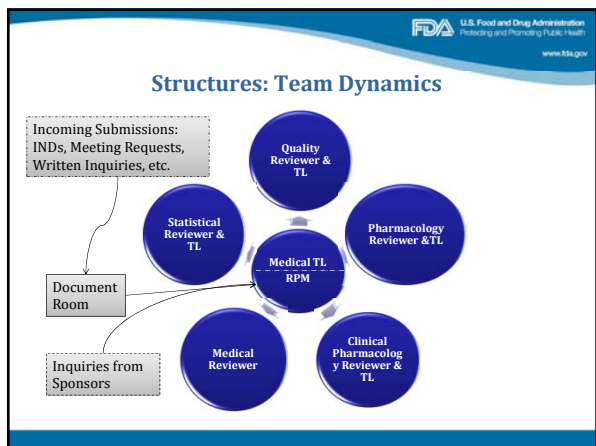 FDA
U.S. Food and Drug Administration
Protecting and Promoting Public Health
www.fda.gov
Structures: Team Dynamics
Incoming Submissions:
INDs, Meeting Requests,
Written Inquiries, etc.
Quality
Reviewer &
TL
Statistical
Reviewer &
TL
Pharmacology
Reviewer &TL
Medical TL
RPM
Document
Room
Medical
Reviewer
Clinical
Pharmacolog
y Reviewer &
TL
Inquiries from
Sponsors